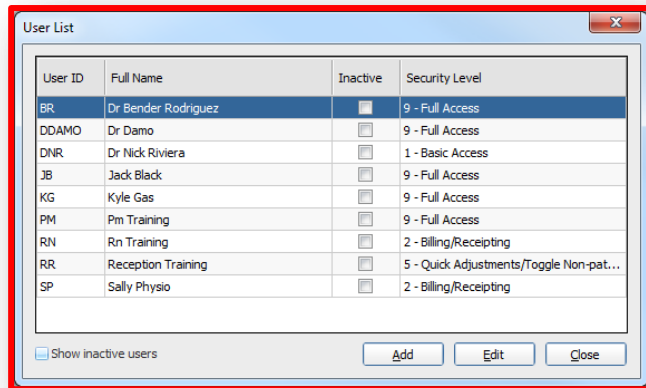 User List
User ID Full Name Inactive Security Level
BR Dr Bender Rodriguez 9 - Full Access
DDAMO Dr Damo 9 - Full Access
DNR Dr Nick Riviera 1 - Basic Access
JB Jack Black 9 - Full Access
KG Kyle Gas 9 - Full Access
PM Pm Training 9 - Full Access
RN Rn Training 2 - Billing/Receipting
RR Reception Training 5 - Quick Adjustments/Toggle Non-pat...
SP Sally Physio 2 - Billing/Receipting
Show inactive users Add Edit Close